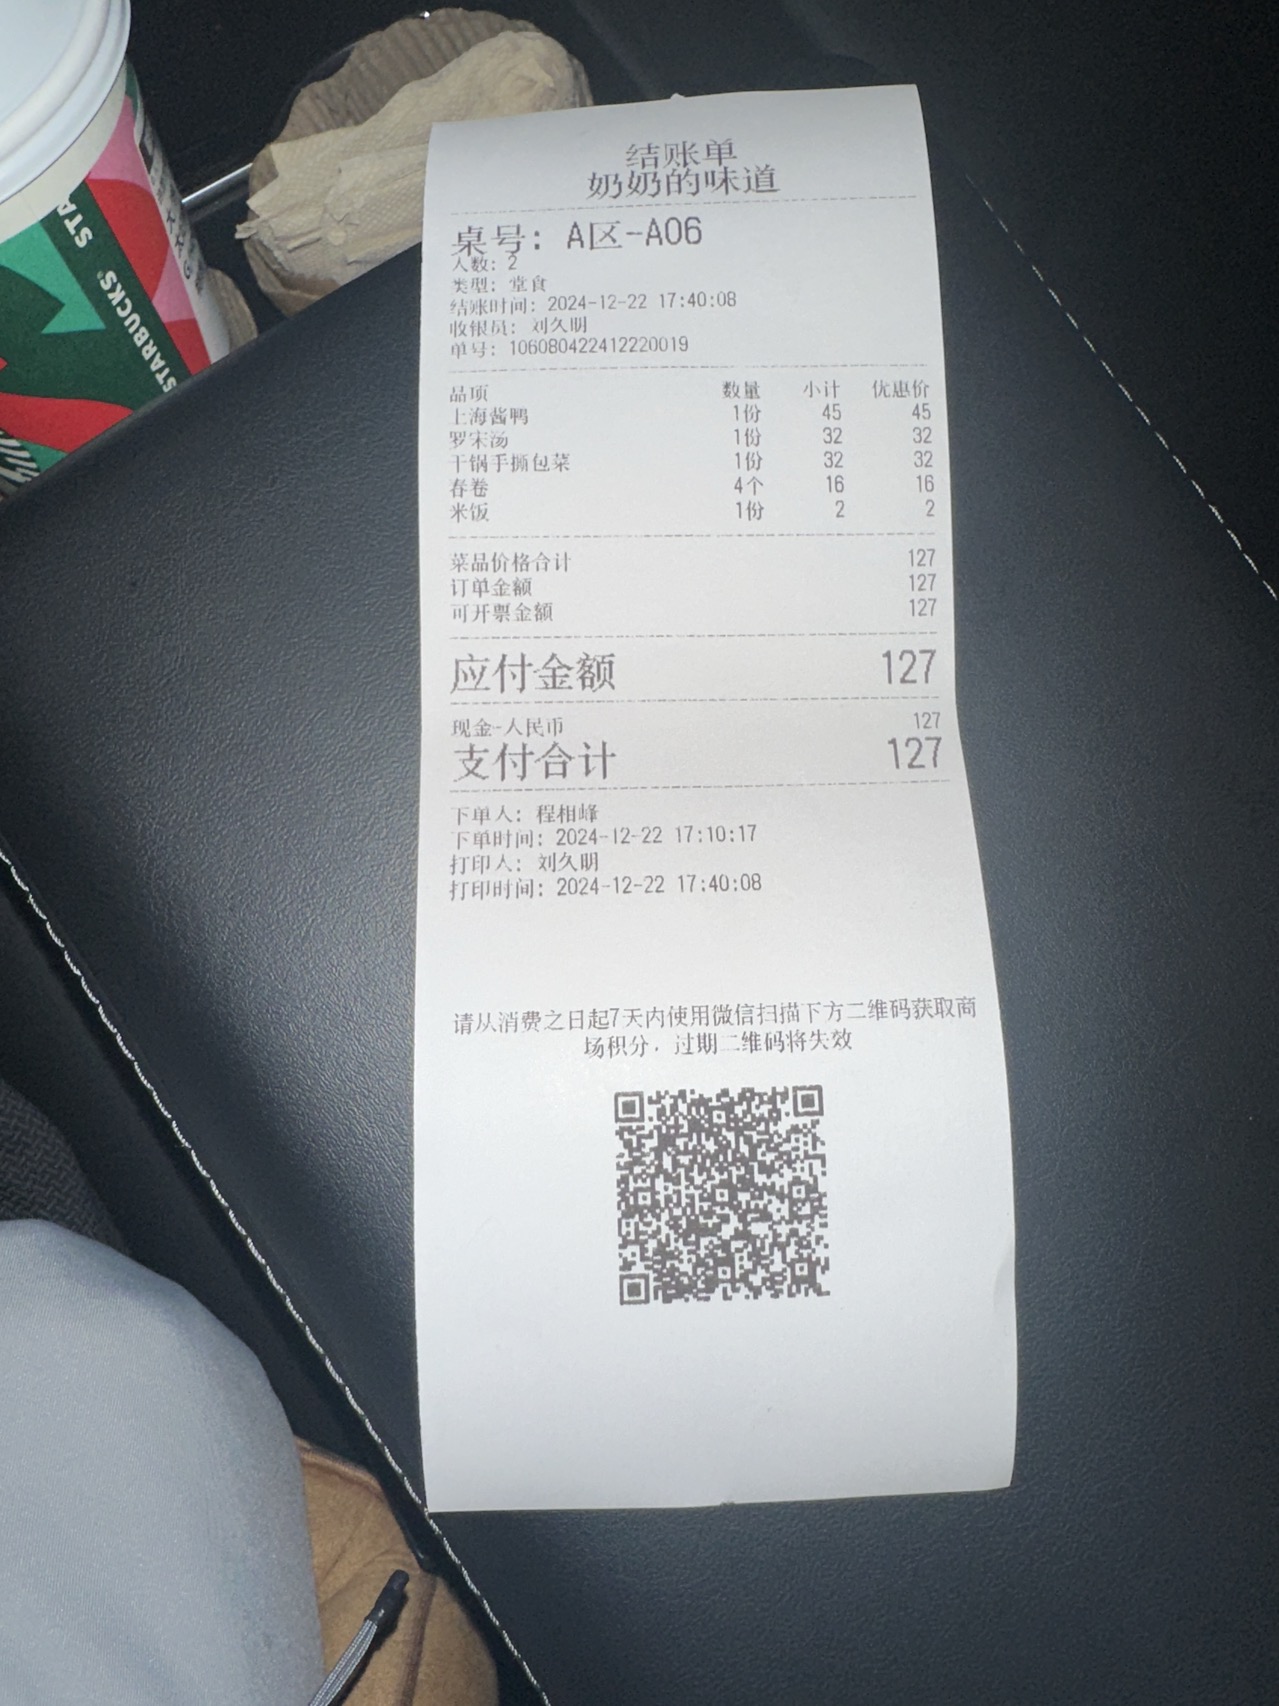 STARBUCKS
STA
结账单
奶奶的味道
桌号: A区-A06
人数: 2
类型: 堂食
结账时间: 2024-12-22 17:40:08
收银员: 刘久明
单号: 106080422412220019
品项 数量 小计 优惠价
上海酱鸭 1份 45 45
罗宋汤 1份 32 32
干锅手撕包菜 1份 32 32
春卷 4个 16 16
米饭 1份 2 2
菜品价格合计 127
订单金额 127
可开票金额 127
应付金额 127
现金-人民币 127
支付合计 127
下单人: 程相峰
下单时间: 2024-12-22 17:10:17
打印人: 刘久明
打印时间: 2024-12-22 17:40:08
请从消费之日起7天内使用微信扫描下方二维码获取商
场积分，过期二维码将失效